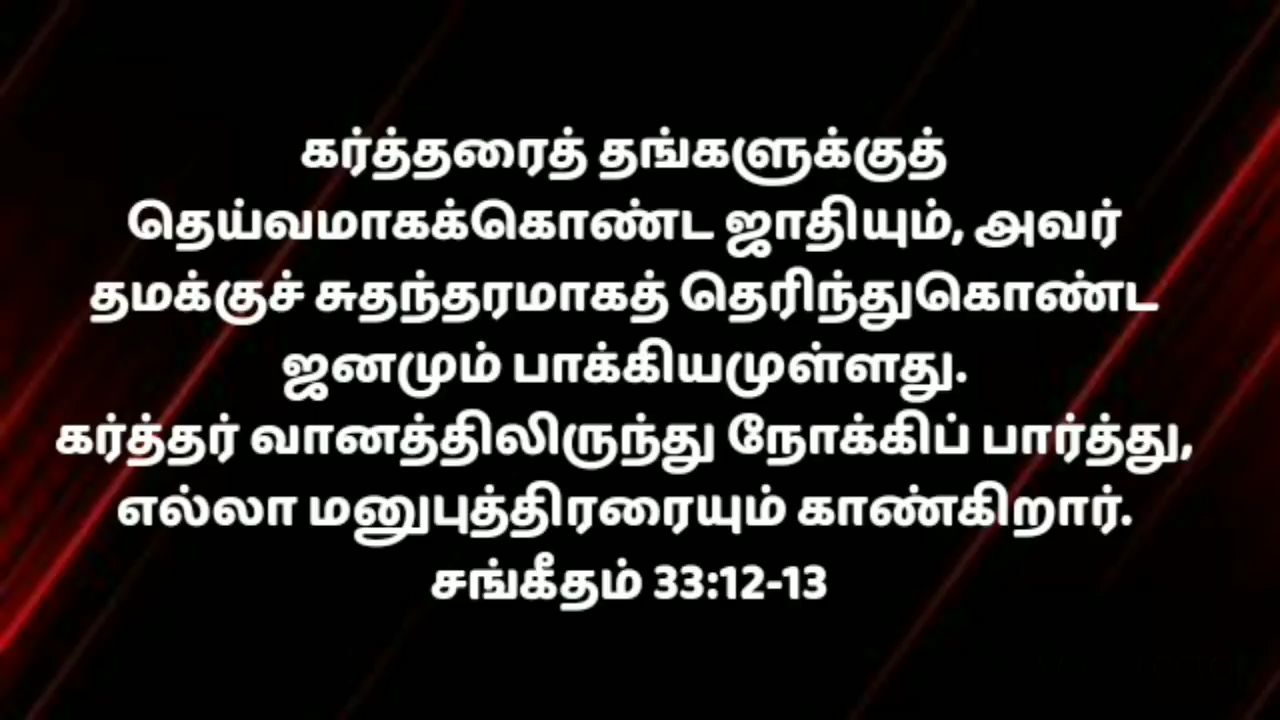 கர்த்தரைத் தங்களுக்குத்
தெய்வமாகக்கொண்ட ஜாதியும், அவர்
தமக்குச் சுதந்தரமாகத் தெரிந்துகொண்ட
ஜனமும் பாக்கியமுள்ளது.
கர்த்தர் வானத்திலிருந்து நோக்கிப் பார்த்து,
எல்லா மனுபுத்திரரையும் காண்கிறார்.
சங்கீதம் 33:12-13